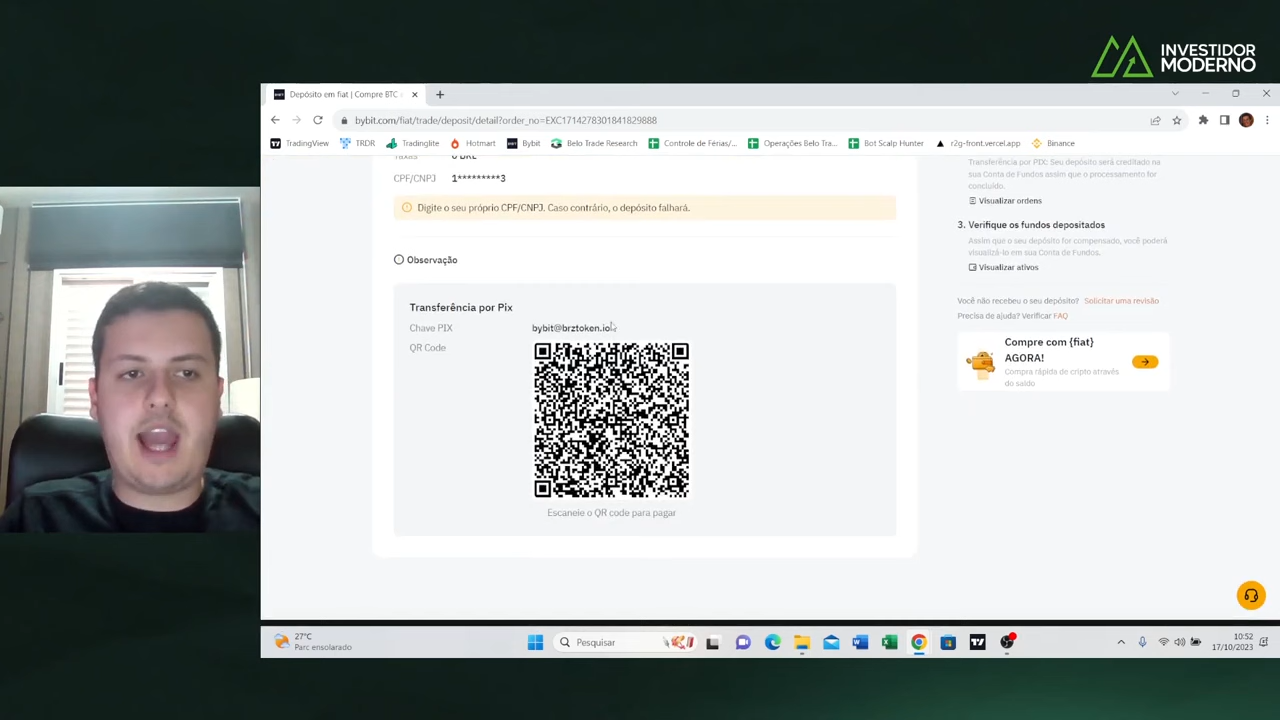 INVESTIDOR
MODERNO
Depósito em fiat | Compre BTC
bybit.com/fiat/trade/deposit/detail?order_no=EXC1714278301841829888
TradingView
TRDR
Tradinglite
Hotmart
Bybit
Belo Trade Research
Controle de Férias/...
Operações Belo Tra...
Bot Scalp Hunter
r2g-front.vercel.app
Binance
Taxas 0 BRL
CPF/CNPJ 1*********3
Digite o seu próprio CPF/CNPJ. Caso contrário, o depósito falhará.
Observação
Transferência por Pix
Chave PIX bybit@brztoken.io
QR Code
Escaneie o QR code para pagar
Transferência por PIX: Seu depósito será creditado na
sua Conta de Fundos assim que o processamento for
concluído.
Visualizar ordens
3. Verifique os fundos depositados
Assim que o seu depósito for compensado, você poderá
visualizá-lo em sua Conta de Fundos.
Visualizar ativos
Você não recebeu o seu depósito? Solicitar uma revisão
Precisa de ajuda? Verificar FAQ
Compre com {fiat}
AGORA!
Compra rápida de cripto através
do saldo
27°C
Parc ensolarado
Pesquisar
10:52
17/10/2023